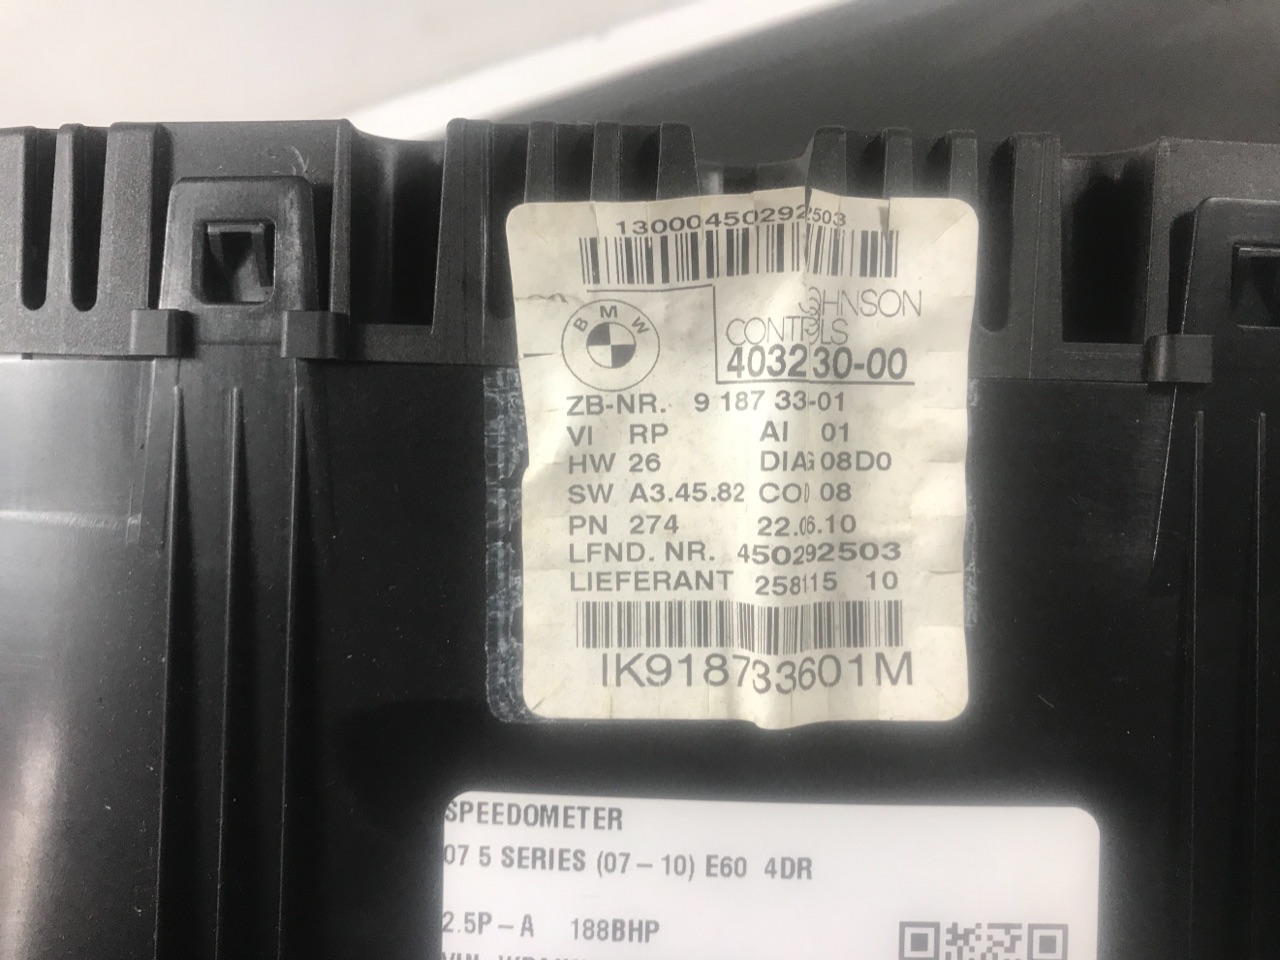 13000450292503
BMW
JOHNSON
CONTROLS
403230-00
ZB-NR. 9 187 33-01
VI RP AI 01
HW 26 DIAG 08D0
SW A3.45.82 COD 08
PN 274 22.06.10
LFND. NR. 450292503
LIEFERANT 258115 10
IK918733601M
SPEEDOMETER
07 5 SERIES (07-10) E60 4DR
2.5P-A 188BHP